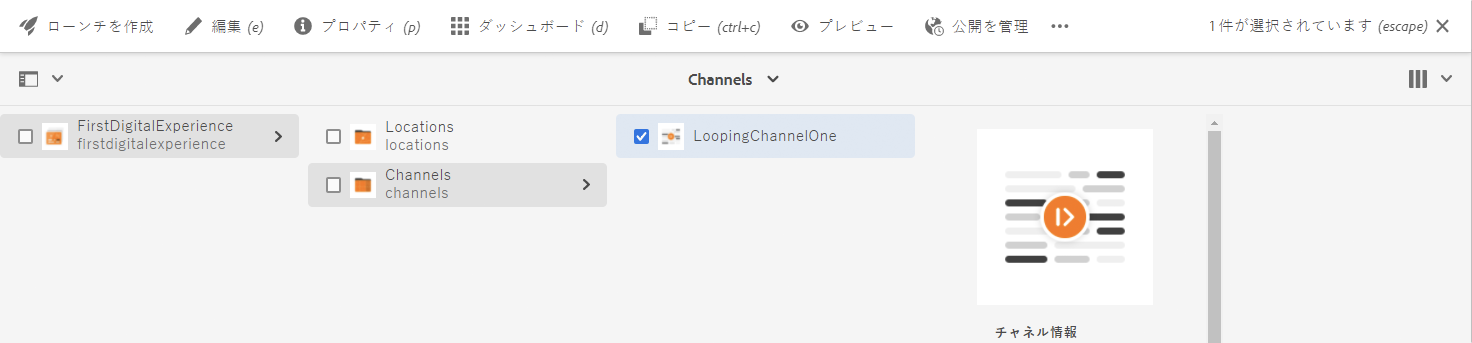 ローンチを作成 編集 (e) プロパティ (p) ダッシュボード (d) コピー (ctrl+c) プレビュー 公開を管理 ••• 1 件が選択されています (escape)
Channels
FirstDigitalExperience
firstdigitalexperience
Locations
locations
Channels
channels
LoopingChannelOne
チャネル情報